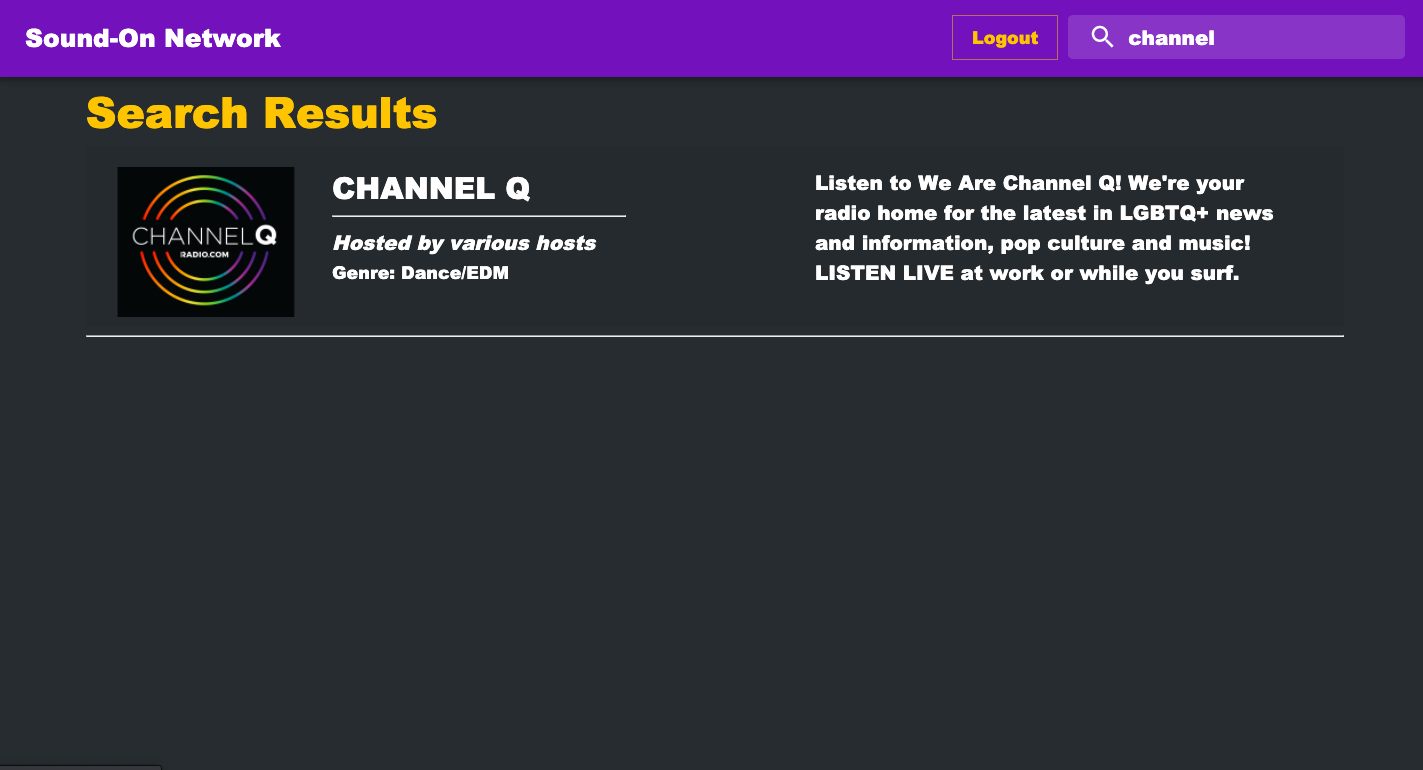 Sound-On Network
Logout
channel
Search Results
CHANNELQ
RADIO.COM
CHANNEL Q
Hosted by various hosts
Genre: Dance/EDM
Listen to We Are Channel Q! We're your
radio home for the latest in LGBTQ+ news
and information, pop culture and music!
LISTEN LIVE at work or while you surf.